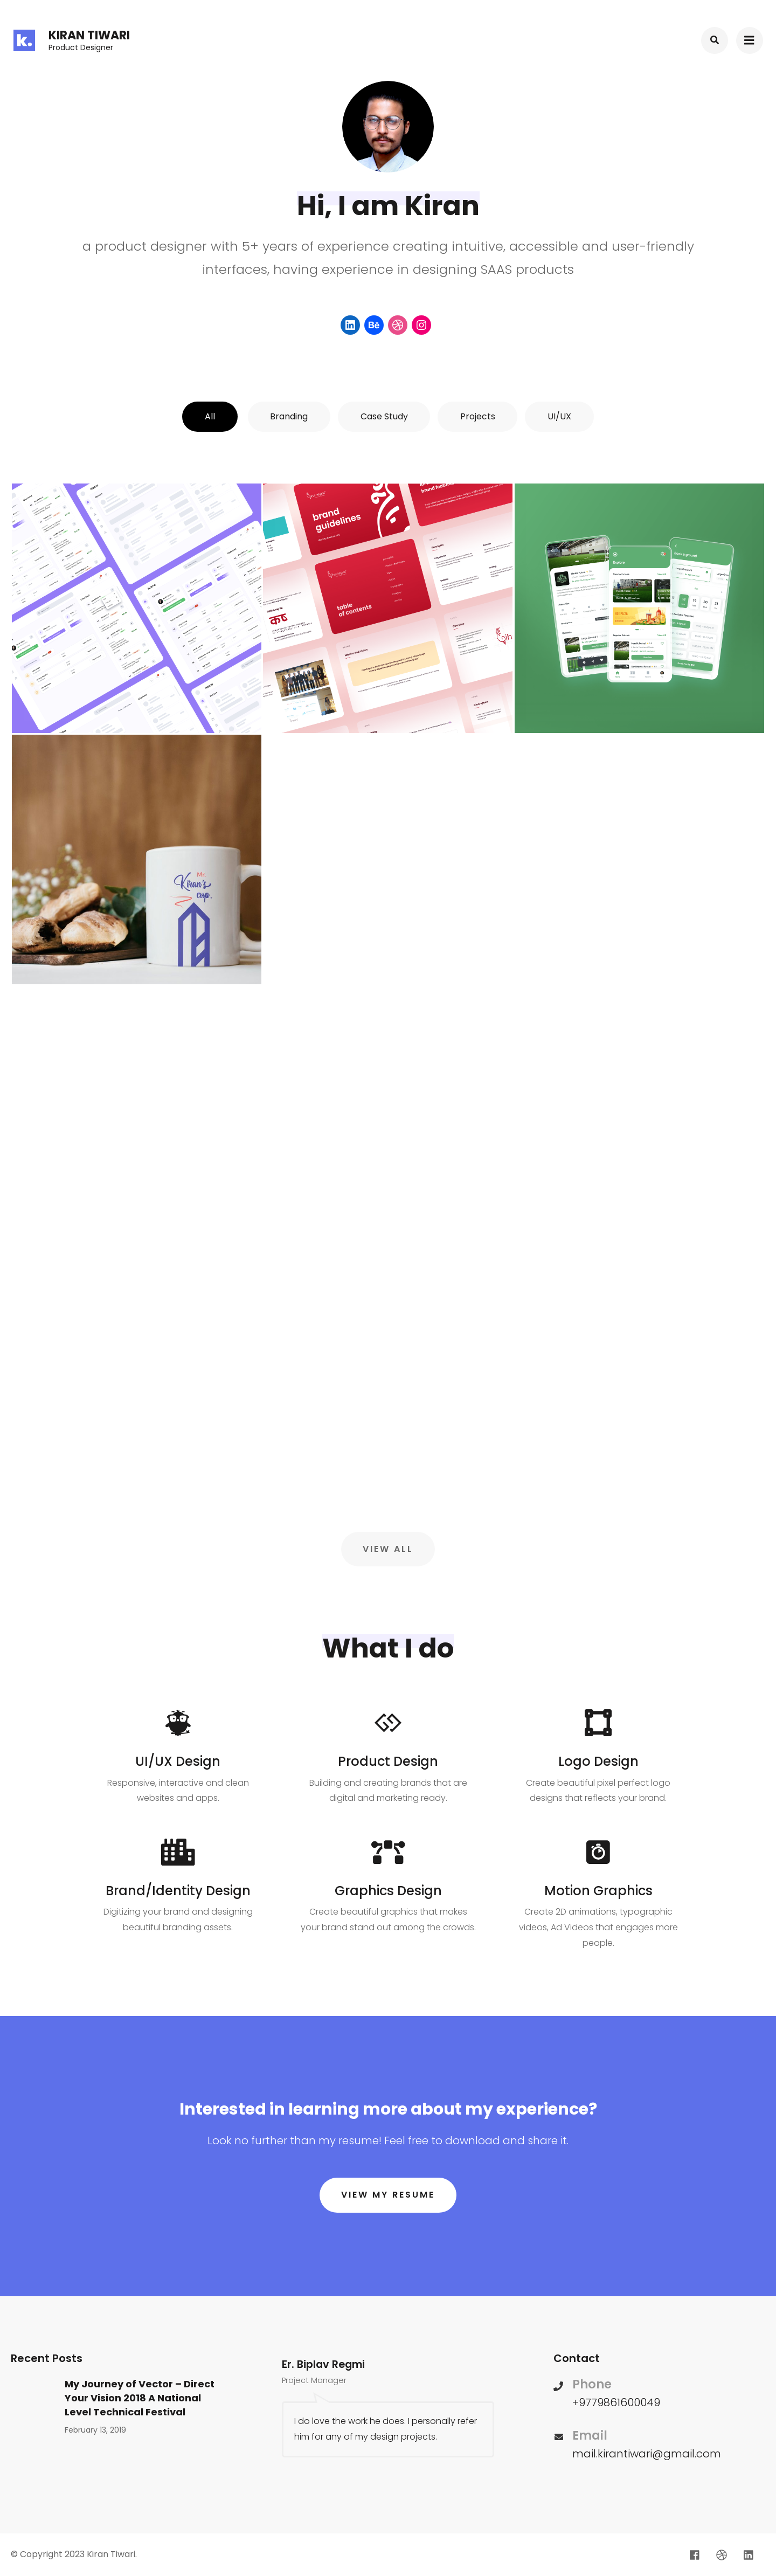 k.
KIRAN TIWARI
Product Designer
Hi, I am Kiran
a product designer with 5+ years of experience creating intuitive, accessible and user-friendly
interfaces, having experience in designing SAAS products
Bē
All
Branding
Case Study
Projects
UI/UX
brand
guidelines
table
of contents
Explore
Mr.
Kiran's
cup.
VIEW ALL
What I do
UI/UX Design
Responsive, interactive and clean
websites and apps.
Product Design
Building and creating brands that are
digital and marketing ready.
Logo Design
Create beautiful pixel perfect logo
designs that reflects your brand.
Brand/Identity Design
Digitizing your brand and designing
beautiful branding assets.
Graphics Design
Create beautiful graphics that makes
your brand stand out among the crowds.
Motion Graphics
Create 2D animations, typographic
videos, Ad Videos that engages more
people.
Interested in learning more about my experience?
Look no further than my resume! Feel free to download and share it.
VIEW MY RESUME
Recent Posts
My Journey of Vector – Direct
Your Vision 2018 A National
Level Technical Festival
February 13, 2019
Er. Biplav Regmi
Project Manager
I do love the work he does. I personally refer
him for any of my design projects.
Contact
Phone
+9779861600049
Email
mail.kirantiwari@gmail.com
© Copyright 2023 Kiran Tiwari.